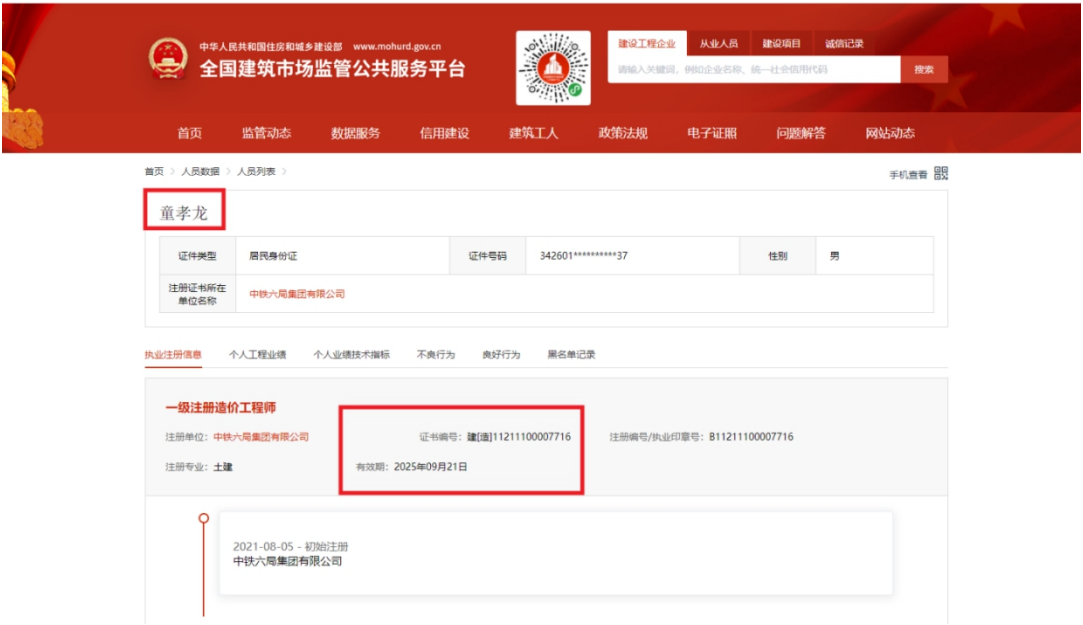 中华人民共和国住房和城乡建设部 www.mohurd.gov.cn
全国建筑市场监管公共服务平台
建设工程企业 从业人员 建设项目 诚信记录
请输入关键词，例如企业名称、统一社会信用代码 搜索
首页 监管动态 数据服务 信用建设 建筑工人 政策法规 电子证照 问题解答 网站动态
首页 > 人员数据 > 人员列表 >
手机查看
童孝龙
证件类型 居民身份证 证件号码 342601**********37 性别 男
注册证书所在
单位名称
中铁六局集团有限公司
执业注册信息 个人工程业绩 个人业绩技术指标 不良行为 良好行为 黑名单记录
一级注册造价工程师
注册单位：中铁六局集团有限公司 证书编号：建[造]11211100007716 注册编号/执业印章号：B11211100007716
注册专业：土建 有效期：2025年09月21日
2021-08-05 - 初始注册
中铁六局集团有限公司